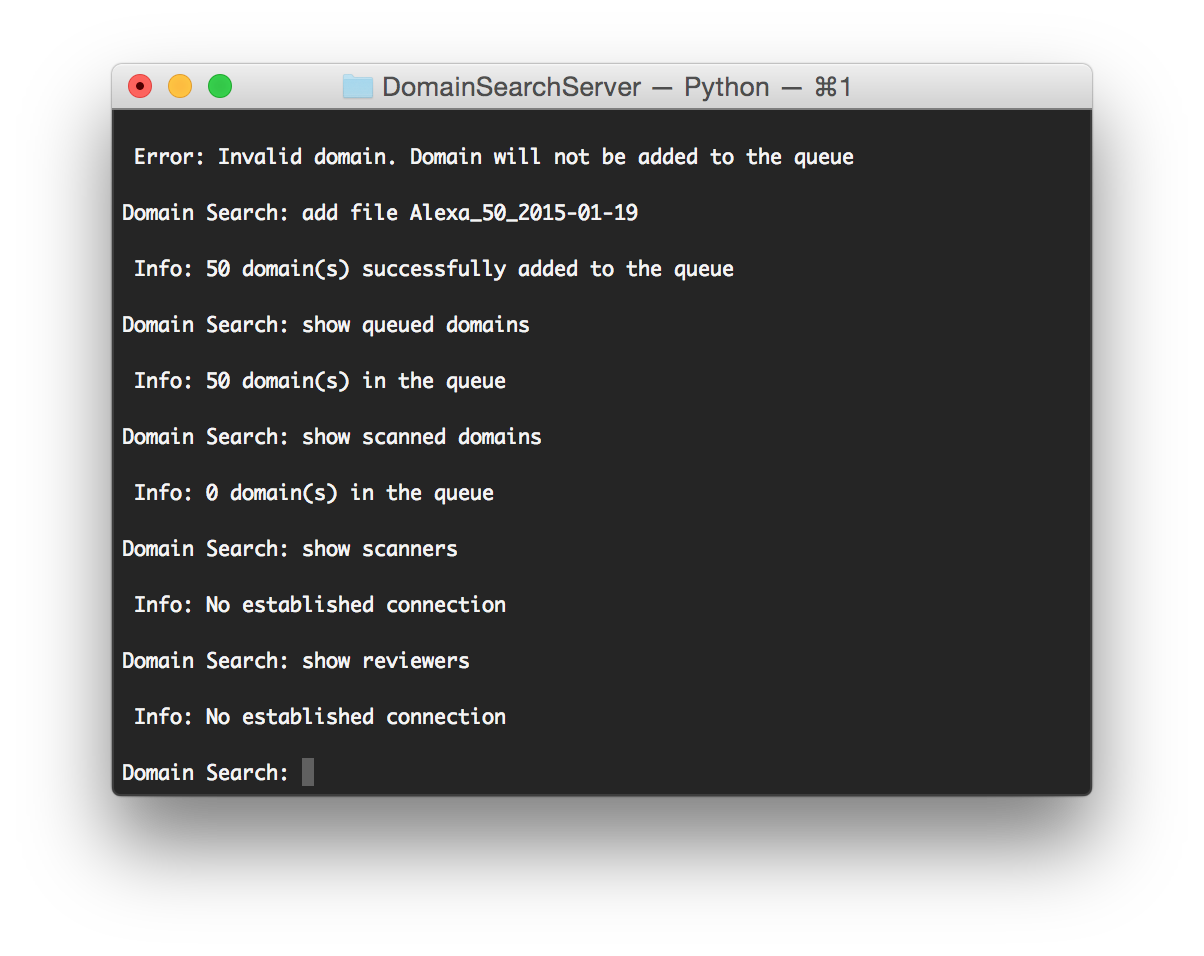 DomainSearchServer — Python — ⌘1
Error: Invalid domain. Domain will not be added to the queue
Domain Search: add file Alexa_50_2015-01-19
Info: 50 domain(s) successfully added to the queue
Domain Search: show queued domains
Info: 50 domain(s) in the queue
Domain Search: show scanned domains
Info: 0 domain(s) in the queue
Domain Search: show scanners
Info: No established connection
Domain Search: show reviewers
Info: No established connection
Domain Search: